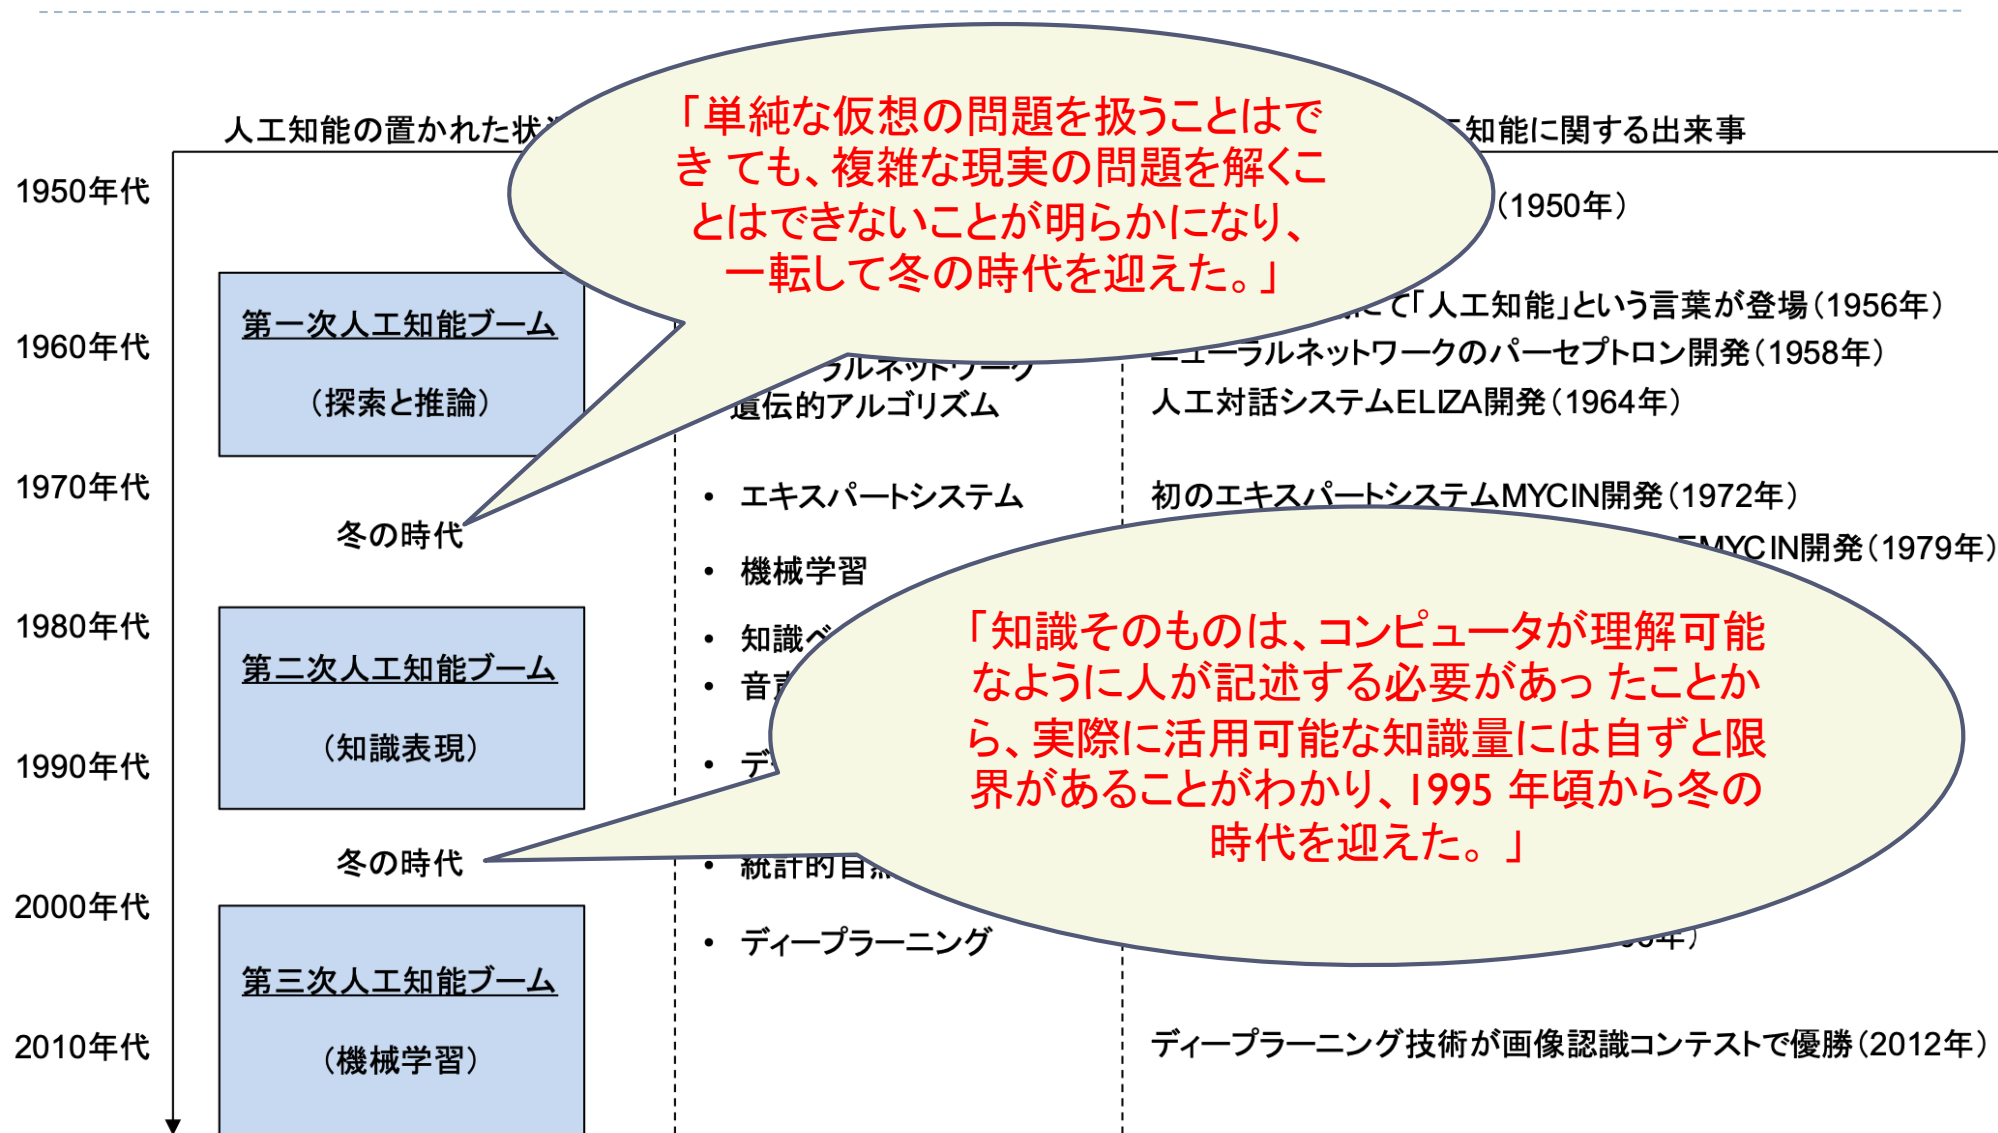 人工知能の置かれた状
知能に関する出来事
「単純な仮想の問題を扱うことはで
き ても、複雑な現実の問題を解くこ
とはできないことが明らかになり、
一転して冬の時代を迎えた。」
1950年代
(1950年)
第一次人工知能ブーム
(探索と推論)
1960年代
て「人工知能」という言葉が登場(1956年)
ニューラルネットワークのパーセプトロン開発(1958年)
ラルネットワーク
遺伝的アルゴリズム
人工対話システムELIZA開発(1964年)
1970年代
• エキスパートシステム
初のエキスパートシステムMYCIN開発(1972年)
冬の時代
• 機械学習
MYCIN開発(1979年)
1980年代
• 知識ベ
• 音声
第二次人工知能ブーム
(知識表現)
「知識そのものは、コンピュータが理解可能
なように人が記述する必要があっ たことか
ら、実際に活用可能な知識量には自ずと限
界があることがわかり、1995 年頃から冬の
時代を迎えた。」
1990年代
• デ
冬の時代
• 統計的自然
2000年代
• ディープラーニング
年)
第三次人工知能ブーム
(機械学習)
2010年代
ディープラーニング技術が画像認識コンテストで優勝(2012年)